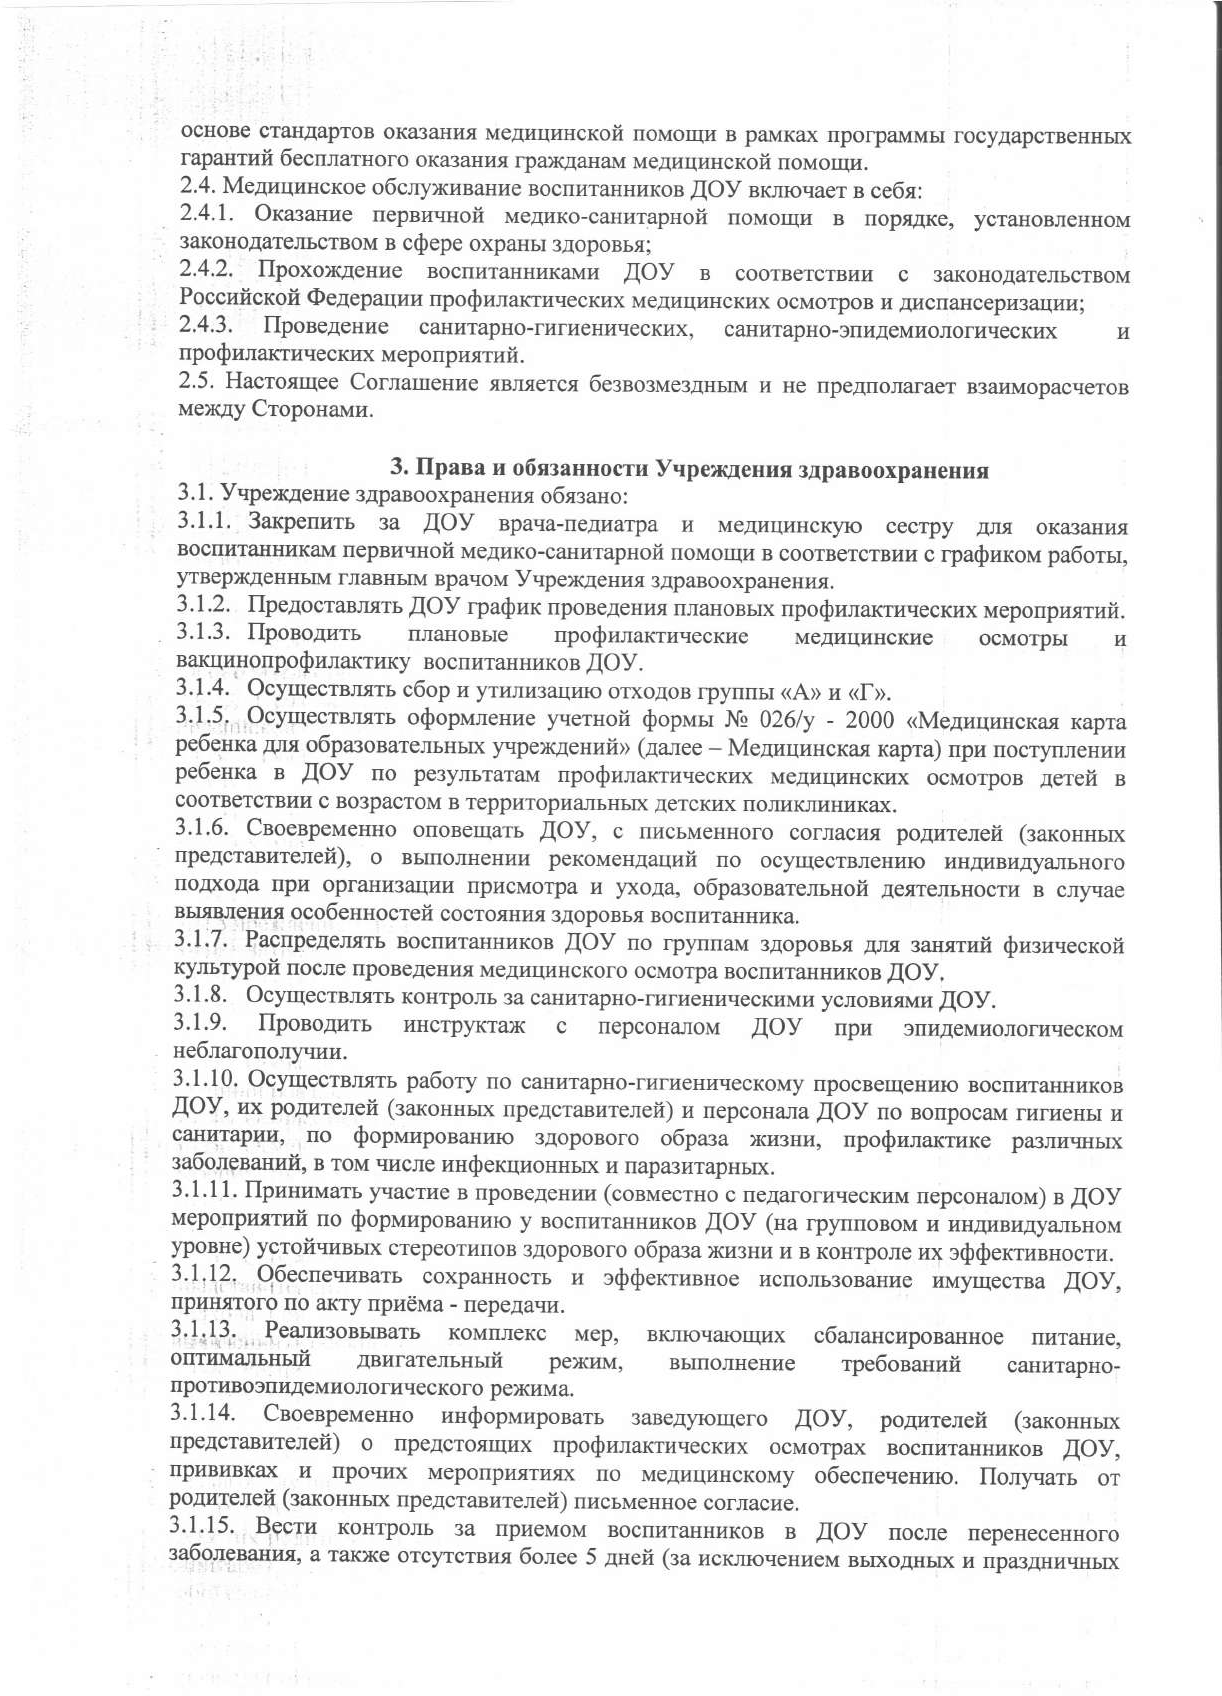 основе стандартов оказания медицинской помощи в рамках программы государственных
гарантий бесплатного оказания гражданам медицинской помощи.
2.4. Медицинское обслуживание воспитанников ДОУ включает в себя:
2.4.1. Оказание первичной медико-санитарной помощи в порядке, установленном
законодательством в сфере охраны здоровья;
2.4.2. Прохождение воспитанниками ДОУ в соответствии с законодательством
Российской Федерации профилактических медицинских осмотров и диспансеризации;
2.4.3. Проведение санитарно-гигиенических, санитарно-эпидемиологических и
профилактических мероприятий.
2.5. Настоящее Соглашение является безвозмездным и не предполагает взаиморасчетов
между Сторонами.
3. Права и обязанности Учреждения здравоохранения
3.1. Учреждение здравоохранения обязано:
3.1.1. Закрепить за ДОУ врача-педиатра и медицинскую сестру для оказания
воспитанникам первичной медико-санитарной помощи в соответствии с графиком работы,
утвержденным главным врачом Учреждения здравоохранения.
3.1.2. Предоставлять ДОУ график проведения плановых профилактических мероприятий.
3.1.3. Проводить плановые профилактические медицинские осмотры и
вакцинопрофилактику воспитанников ДОУ.
3.1.4. Осуществлять сбор и утилизацию отходов группы «А» и «Г».
3.1.5. Осуществлять оформление учетной формы № 026/у - 2000 «Медицинская карта
ребенка для образовательных учреждений» (далее – Медицинская карта) при поступлении
ребенка в ДОУ по результатам профилактических медицинских осмотров детей в
соответствии с возрастом в территориальных детских поликлиниках.
3.1.6. Своевременно оповещать ДОУ, с письменного согласия родителей (законных
представителей), о выполнении рекомендаций по осуществлению индивидуального
подхода при организации присмотра и ухода, образовательной деятельности в случае
выявления особенностей состояния здоровья воспитанника.
3.1.7. Распределять воспитанников ДОУ по группам здоровья для занятий физической
культурой после проведения медицинского осмотра воспитанников ДОУ.
3.1.8. Осуществлять контроль за санитарно-гигиеническими условиями ДОУ.
3.1.9. Проводить инструктаж с персоналом ДОУ при эпидемиологическом
неблагополучии.
3.1.10. Осуществлять работу по санитарно-гигиеническому просвещению воспитанников
ДОУ, их родителей (законных представителей) и персонала ДОУ по вопросам гигиены и
санитарии, по формированию здорового образа жизни, профилактике различных
заболеваний, в том числе инфекционных и паразитарных.
3.1.11. Принимать участие в проведении (совместно с педагогическим персоналом) в ДОУ
мероприятий по формированию у воспитанников ДОУ (на групповом и индивидуальном
уровне) устойчивых стереотипов здорового образа жизни и в контроле их эффективности.
3.1.12. Обеспечивать сохранность и эффективное использование имущества ДОУ,
принятого по акту приёма - передачи.
3.1.13. Реализовывать комплекс мер, включающих сбалансированное питание,
оптимальный двигательный режим, выполнение требований санитарно-
противоэпидемиологического режима.
3.1.14. Своевременно информировать заведующего ДОУ, родителей (законных
представителей) о предстоящих профилактических осмотрах воспитанников ДОУ,
прививках и прочих мероприятиях по медицинскому обеспечению. Получать от
родителей (законных представителей) письменное согласие.
3.1.15. Вести контроль за приемом воспитанников в ДОУ после перенесенного
заболевания, а также отсутствия более 5 дней (за исключением выходных и праздничных